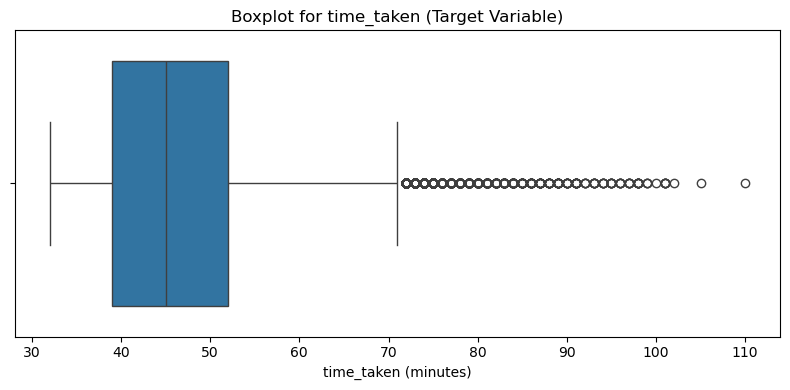 Boxplot for time_taken (Target Variable)
30 40 50 60 70 80 90 100 110
time_taken (minutes)